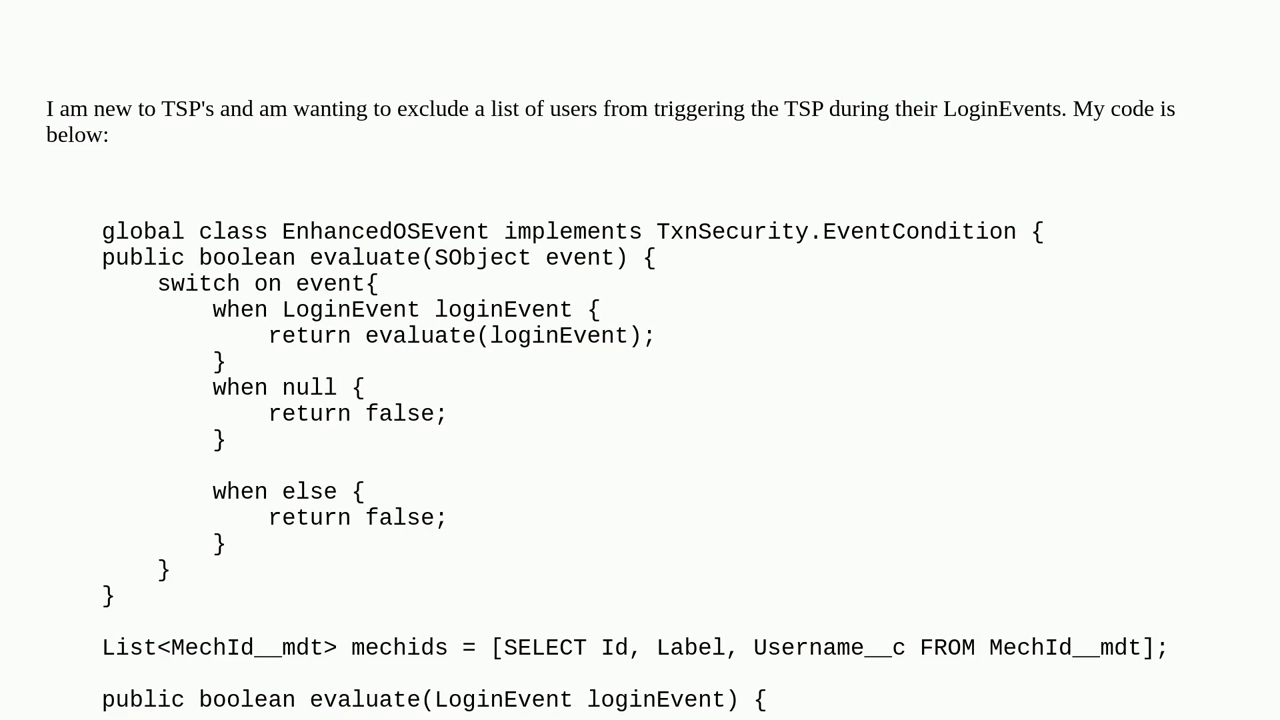 I am new to TSP's and am wanting to exclude a list of users from triggering the TSP during their LoginEvents. My code is
below:
global class EnhancedOSEvent implements TxnSecurity.EventCondition {
public boolean evaluate(SObject event) {
    switch on event{
        when LoginEvent loginEvent {
            return evaluate(loginEvent);
        }
        when null {
            return false;
        }
        when else {
            return false;
        }
    }
}
List<MechId__mdt> mechids = [SELECT Id, Label, Username__c FROM MechId__mdt];
public boolean evaluate(LoginEvent loginEvent) {